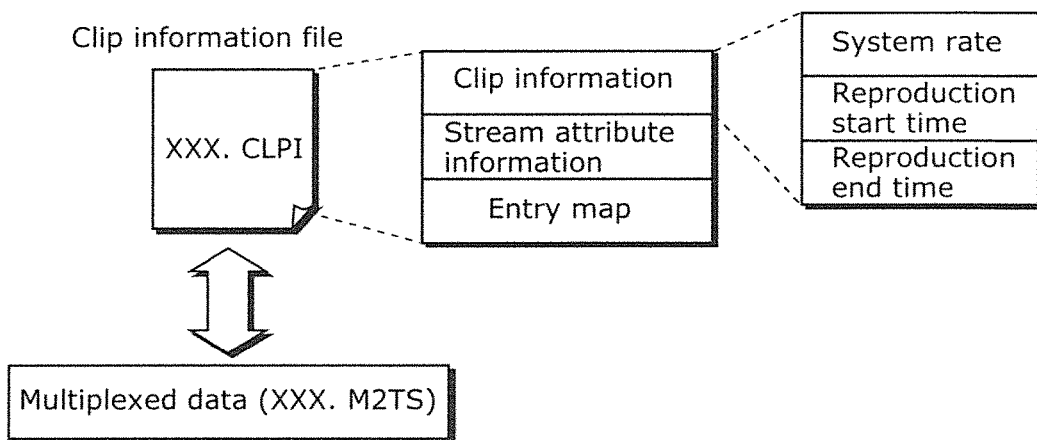 Clip information file
XXX. CLPI
Clip information
Stream attribute
information
Entry map
System rate
Reproduction
start time
Reproduction
end time
Multiplexed data (XXX. M2TS)